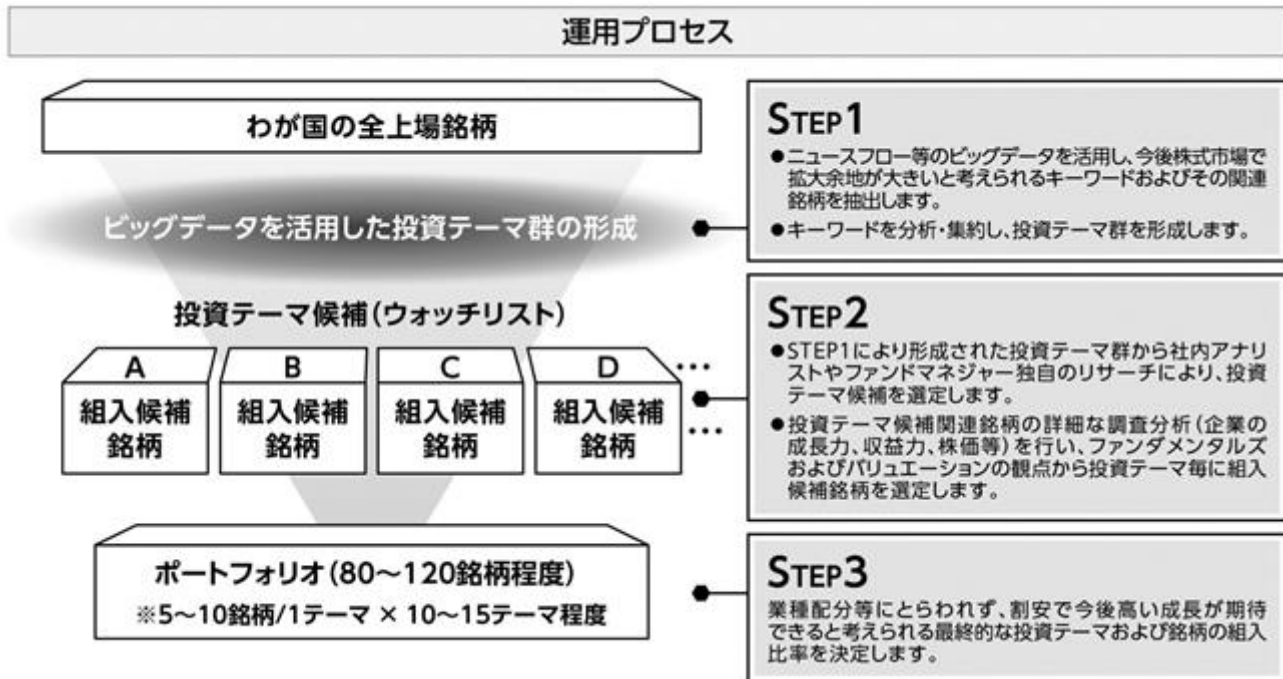 運用プロセス
わが国の全上場銘柄
ビッグデータを活用した投資テーマ群の形成
投資テーマ候補(ウォッチリスト)
A
B
C
D
…
組入候補
銘柄
組入候補
銘柄
組入候補
銘柄
組入候補
銘柄
…
ポートフォリオ(80〜120銘柄程度)
※5〜10銘柄/1テーマ × 10〜15テーマ程度
STEP1
●ニュースフロー等のビッグデータを活用し、今後株式市場で
拡大余地が大きいと考えられるキーワードおよびその関連
銘柄を抽出します。
●キーワードを分析・集約し、投資テーマ群を形成します。
STEP2
●STEP1により形成された投資テーマ群から社内アナリ
ストやファンドマネジャー独自のリサーチにより、投資
テーマ候補を選定します。
●投資テーマ候補関連銘柄の詳細な調査分析(企業の
成長力、収益力、株価等)を行い、ファンダメンタルズ
およびバリュエーションの観点から投資テーマ毎に組入
候補銘柄を選定します。
STEP3
業種配分等にとらわれず、割安で今後高い成長が期待
できると考えられる最終的な投資テーマおよび銘柄の組入
比率を決定します。